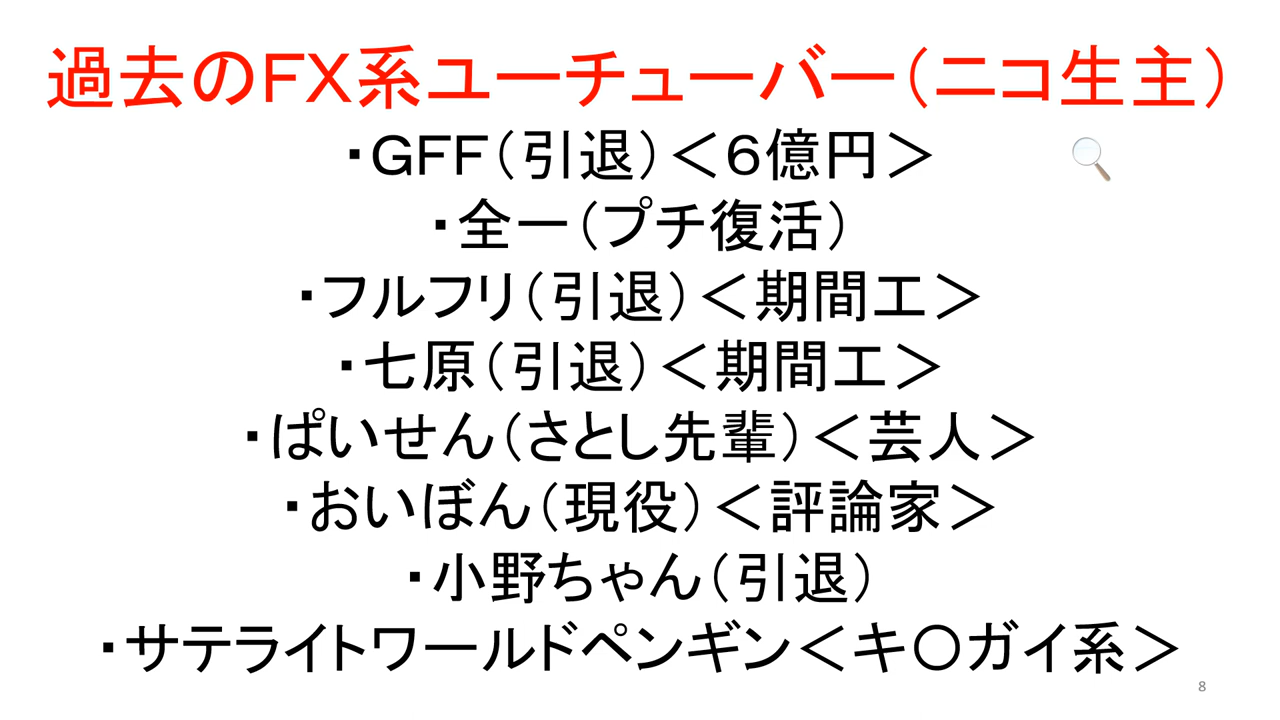 過去のFX系ユーチューバー（ニコ生主）
・GFF（引退）＜６億円＞
・全一（プチ復活）
・フルフリ（引退）＜期間工＞
・七原（引退）＜期間工＞
・ぱいせん（さとし先輩）＜芸人＞
・おいぼん（現役）＜評論家＞
・小野ちゃん（引退）
・サテライトワールドペンギン＜キ〇ガイ系＞
8